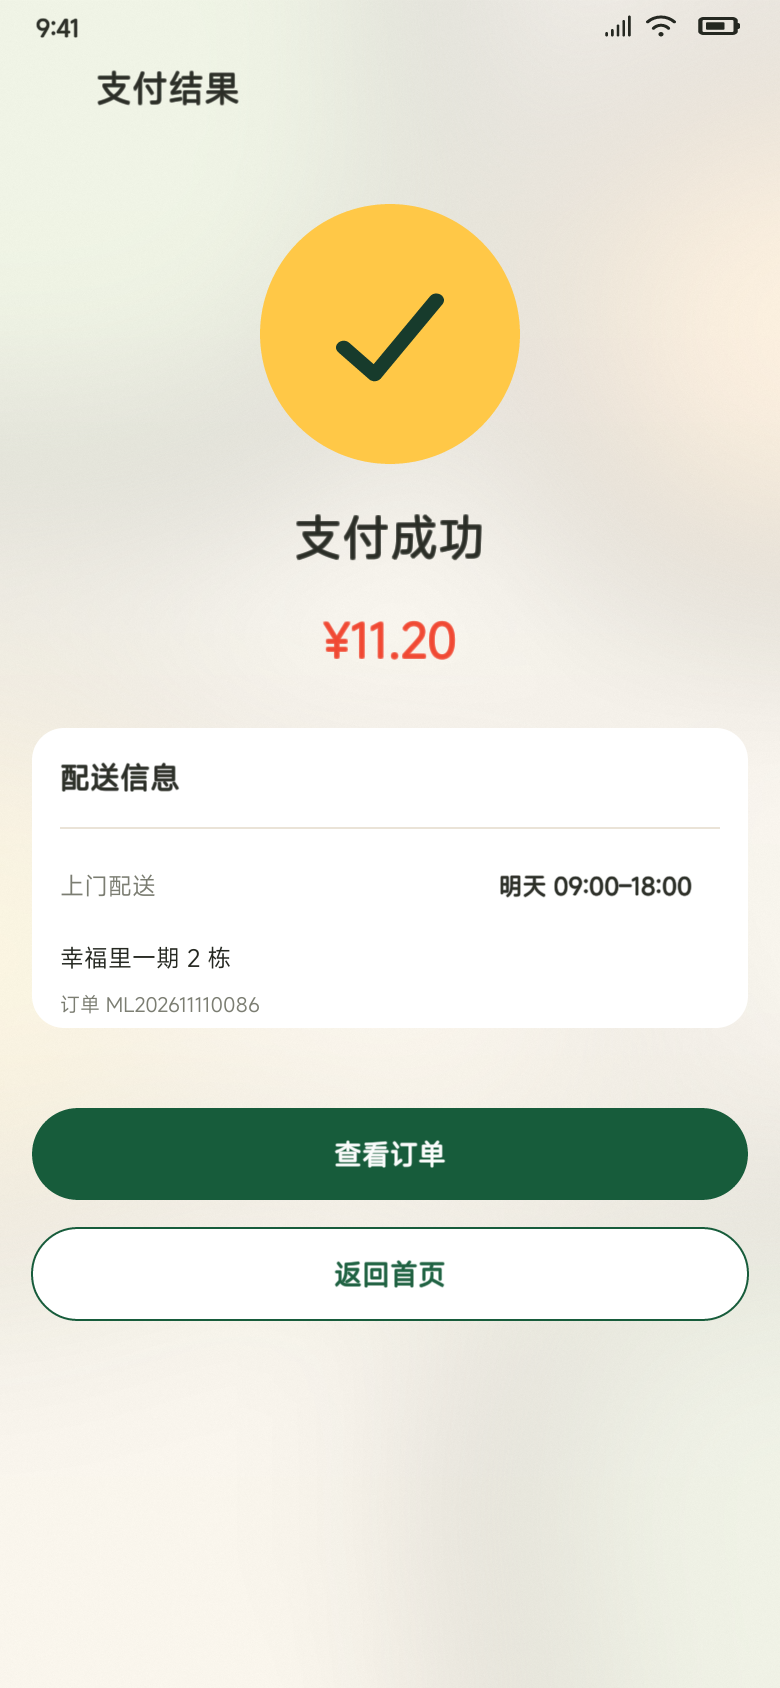 9:41
支付结果
支付成功
¥11.20
配送信息
上门配送 明天 09:00–18:00
幸福里一期 2 栋
订单 ML202611110086
查看订单
返回首页